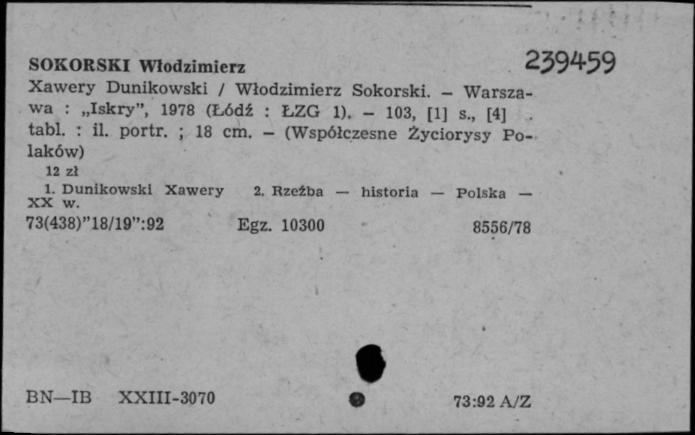 SOKORSKI Włodzimierz 239459
Xawery Dunikowski / Włodzimierz Sokorski. — Warsza-
wa : „Iskry”, 1978 (Łódź : ŁZG 1). — 103, [1] s., [4]
tabl. : il. portr. ; 18 cm. — (Współczesne Życiorysy Po-
laków)
12 zł
1. Dunikowski Xawery 2. Rzeźba — historia — Polska —
XX w.
73(438)”18/19”:92 Egz. 10300 8556/78
BN—IB XXIII-3070 73:92 A/Z